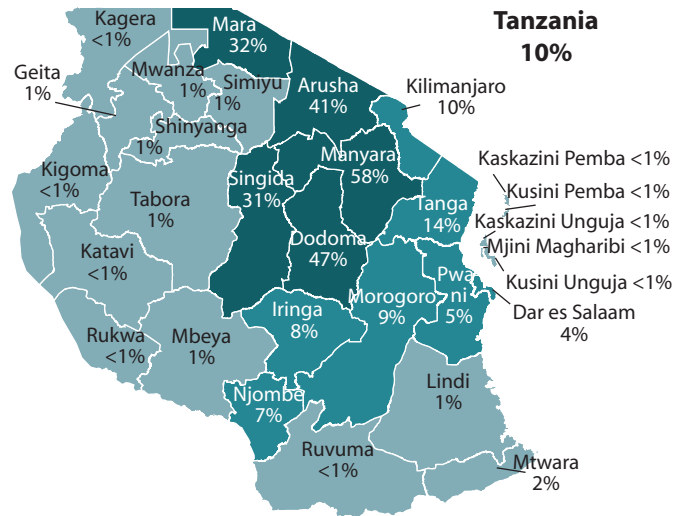 Tanzania
10%
Kagera
<1%
Mara
32%
Geita
1%
Mwanza
1%
Simiyu
1%
Arusha
41%
Kilimanjaro
10%
Shinyanga
1%
Kigoma
<1%
Tabora
1%
Singida
31%
Manyara
58%
Tanga
14%
Kaskazini Pemba <1%
Kusini Pemba <1%
Kaskazini Unguja <1%
Mjini Magharibi <1%
Kusini Unguja <1%
Katavi
<1%
Dodoma
47%
Pwa
ni
5%
Dar es Salaam
4%
Morogoro
9%
Iringa
8%
Rukwa
<1%
Mbeya
1%
Njombe
7%
Lindi
1%
Ruvuma
<1%
Mtwara
2%